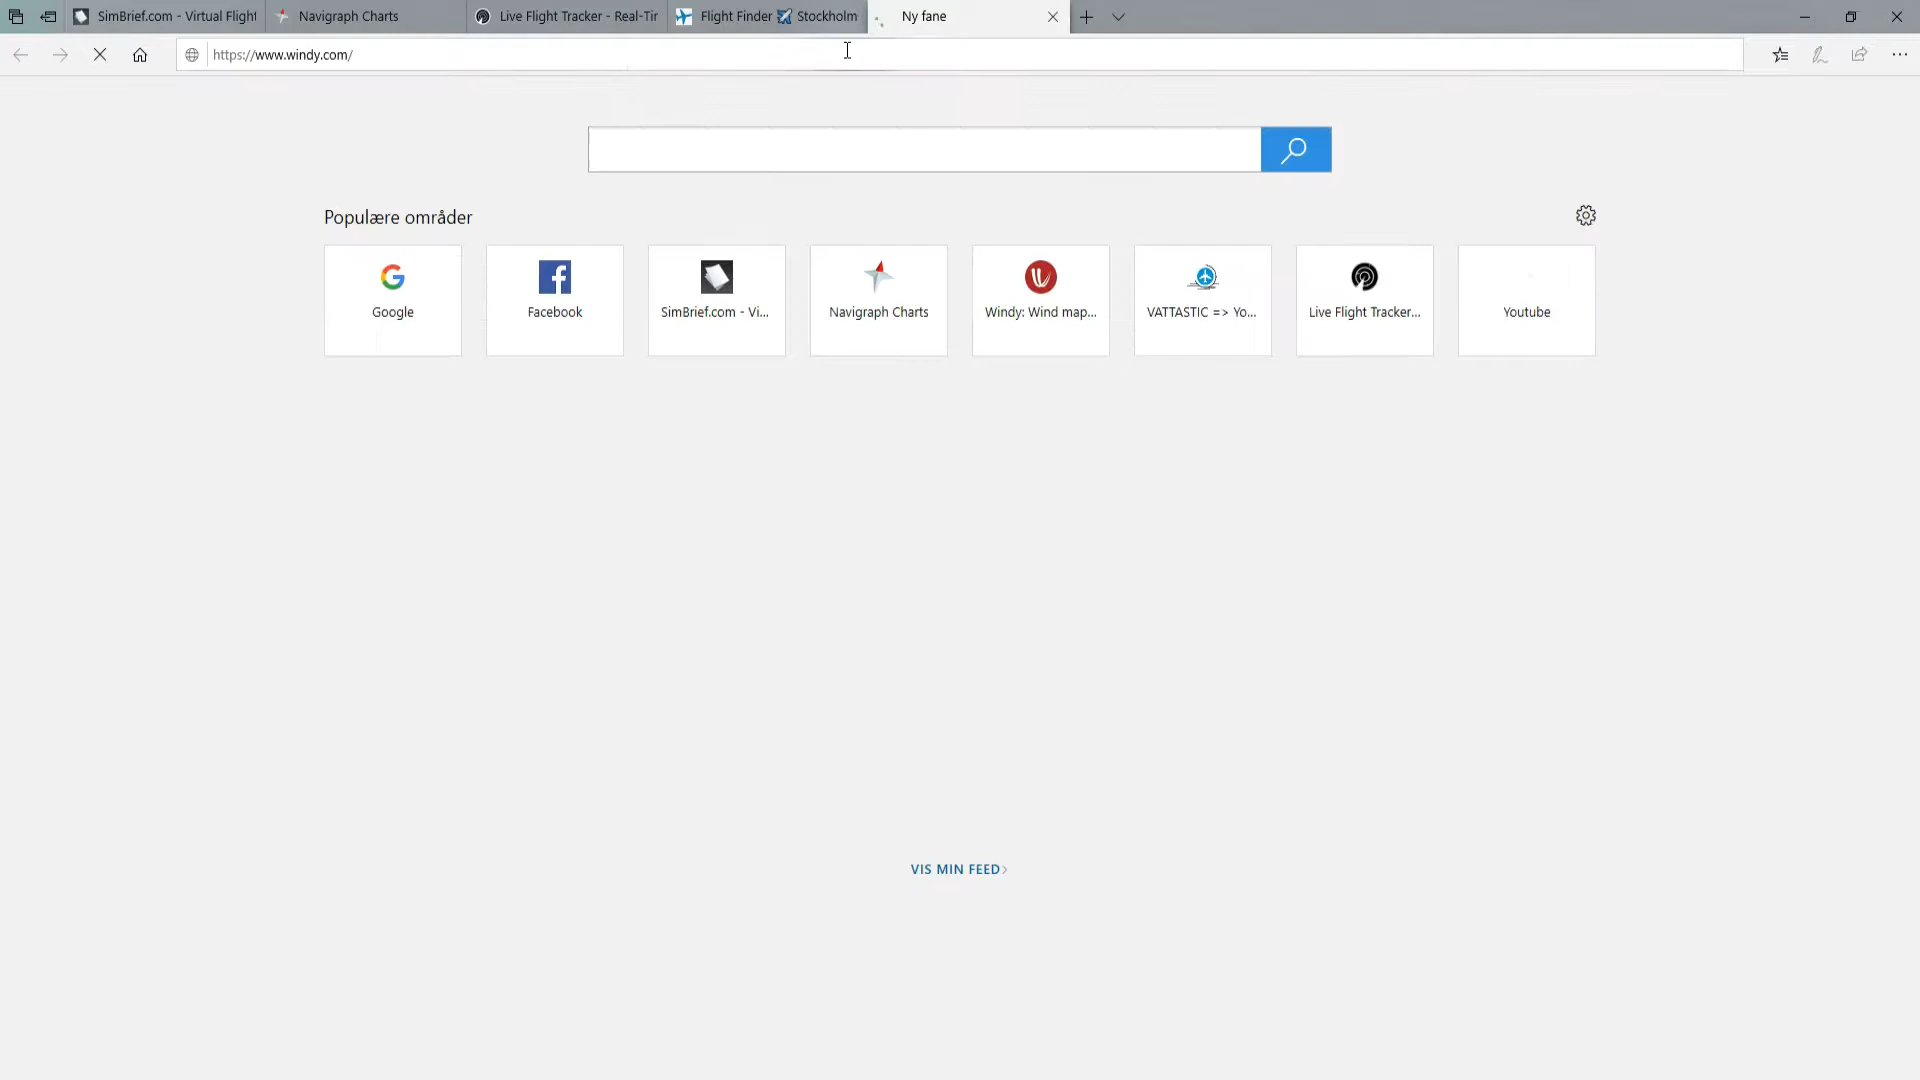 SimBrief.com - Virtual Flight
Navigraph Charts
Live Flight Tracker - Real-Tir
Flight Finder ✈ Stockholm
Ny fane
https://www.windy.com/
Populære områder
Google
Facebook
SimBrief.com - Vi...
Navigraph Charts
Windy: Wind map...
VATTASTIC => Yo...
Live Flight Tracker...
Youtube
VIS MIN FEED